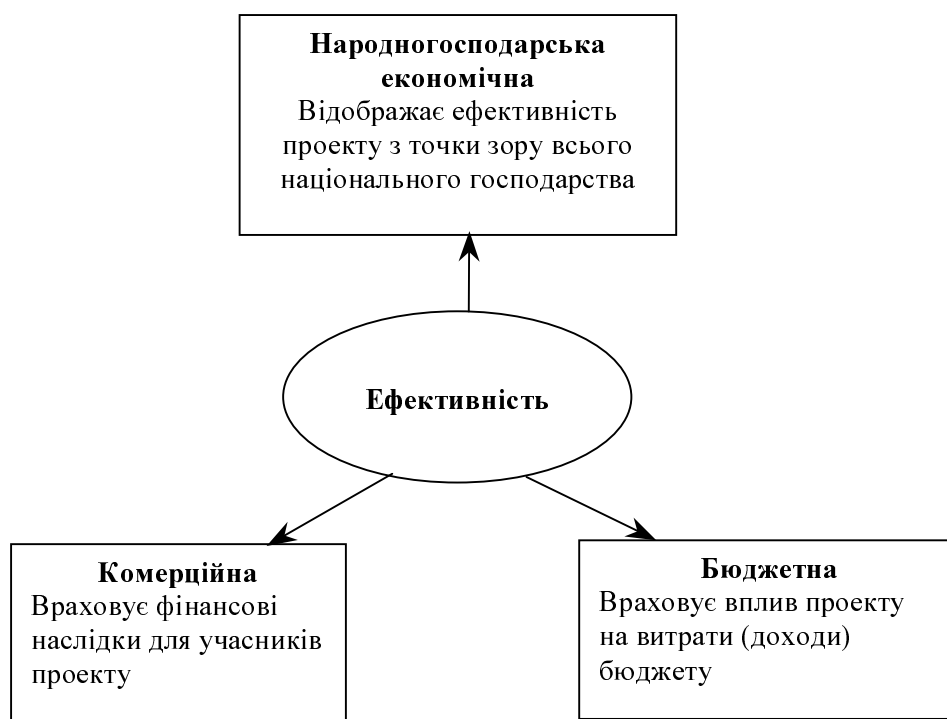 Народногосподарська
економічна
Відображає ефективність
проекту з точки зору всього
національного господарства
Ефективність
Комерційна
Враховує фінансові
наслідки для учасників
проекту
Бюджетна
Враховує вплив проекту
на витрати (доходи)
бюджету